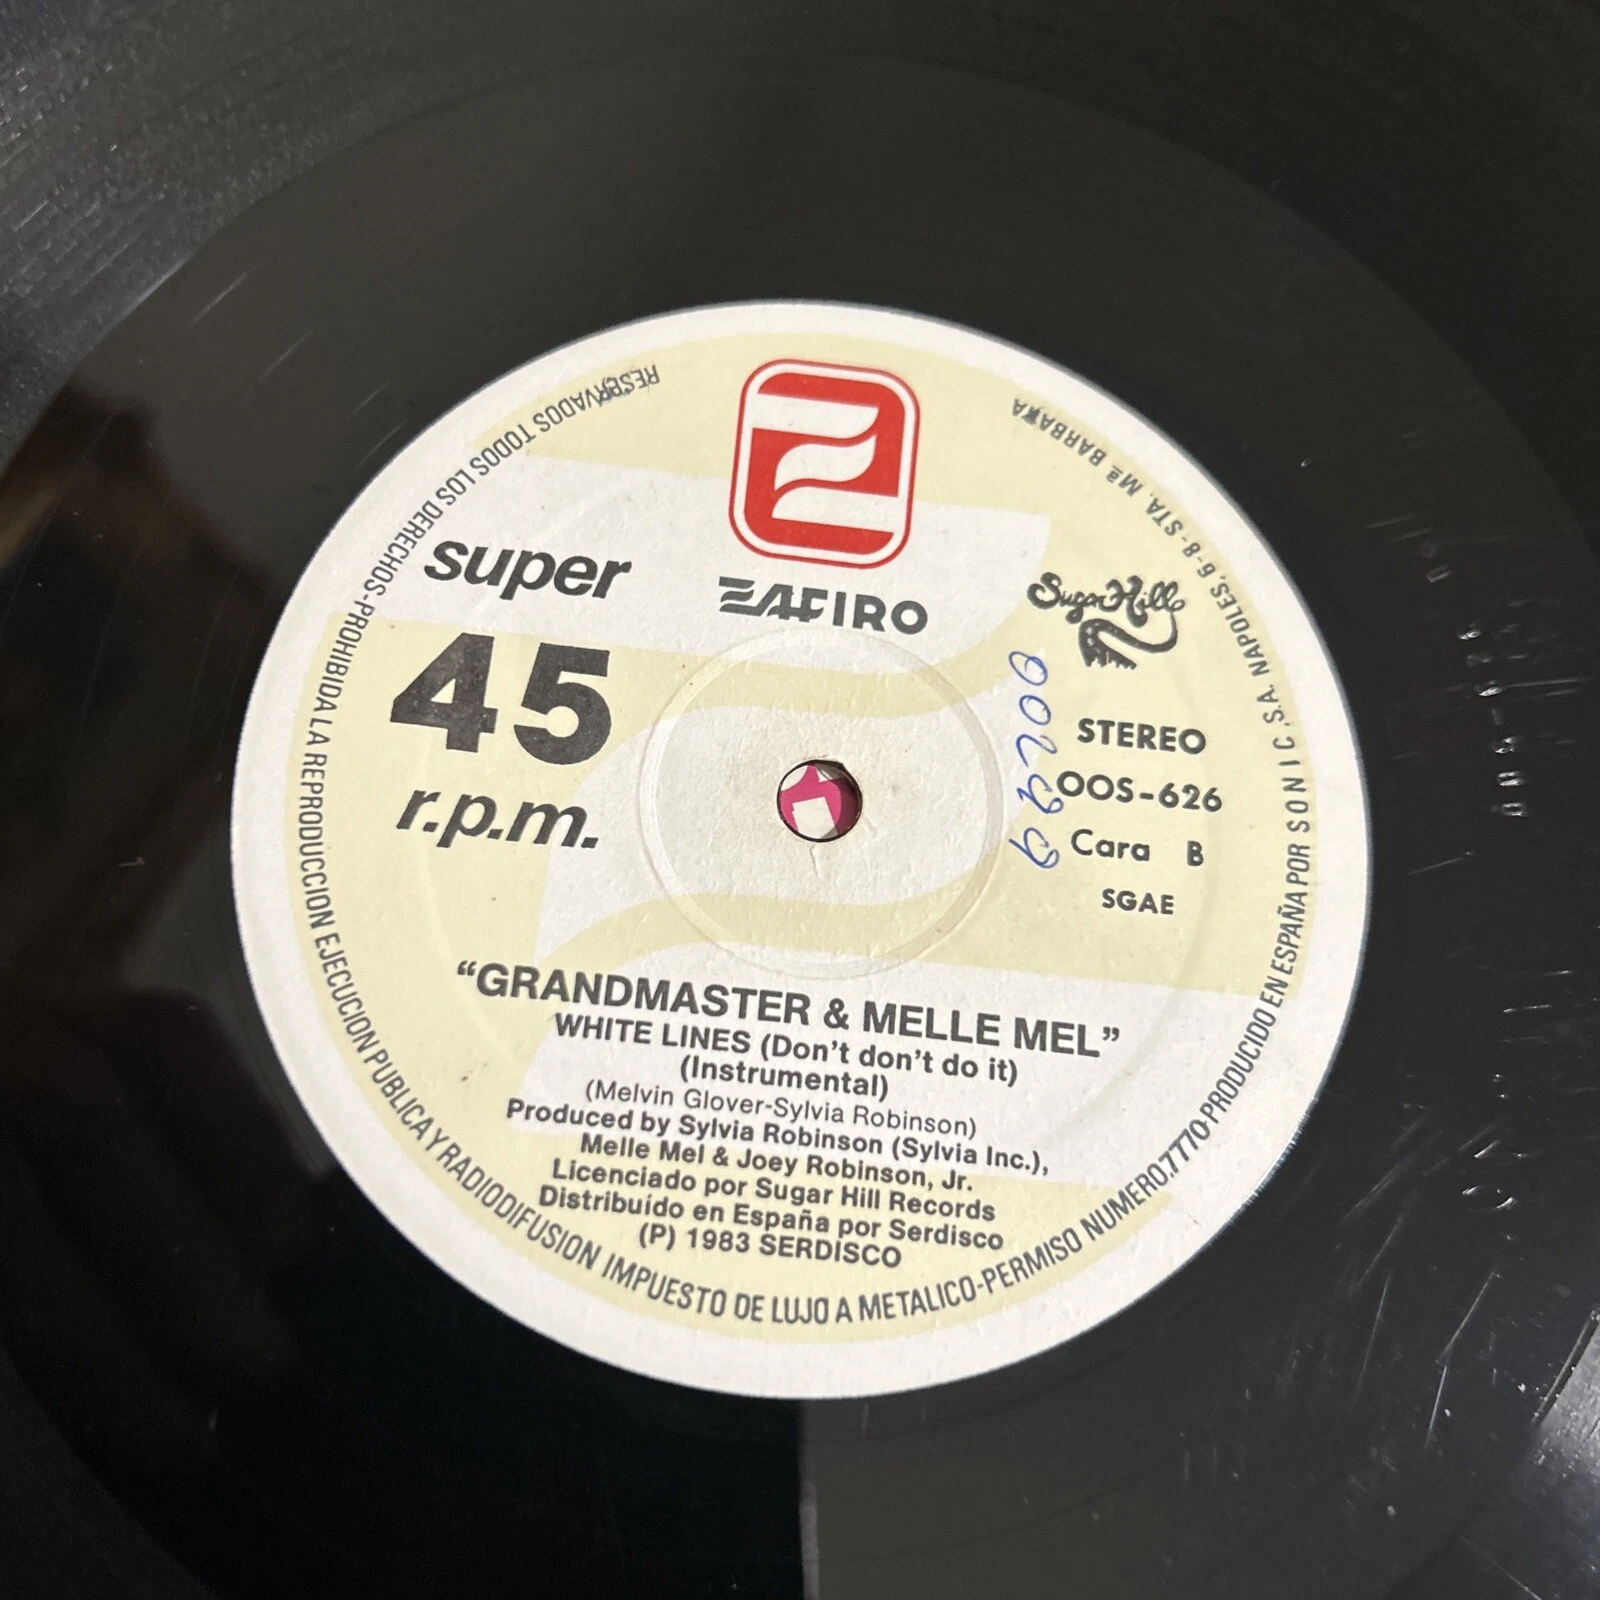 RESERVADOS TODOS LOS DERECHOS-PROHIBIDA LA REPRODUCCION EJECUCION PUBLICA Y RADIODIFUSION IMPUESTO DE LUJO A METALICO-PERMISO NUMERO.7770-PRODUCIDO EN ESPAÑA POR SONIC,S.A. NAPOLES,6-8-STA. Mª BARBARA
ZAFIRO
super
45
r.p.m.
Sugar Hill
002999
STEREO
OOS-626
Cara B
SGAE
“GRANDMASTER & MELLE MEL”
WHITE LINES (Don't don't do it)
(Instrumental)
(Melvin Glover-Sylvia Robinson)
Produced by Sylvia Robinson (Sylvia Inc.),
Melle Mel & Joey Robinson, Jr.
Licenciado por Sugar Hill Records
Distribuído en España por Serdisco
(P) 1983 SERDISCO